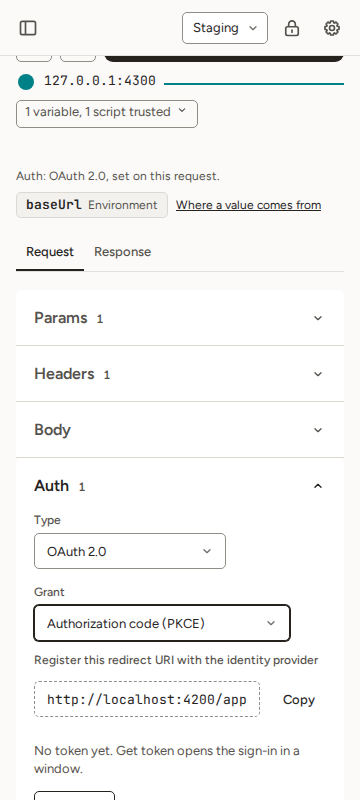 Staging
127.0.0.1:4300
1 variable, 1 script trusted
Auth: OAuth 2.0, set on this request.
baseUrl Environment Where a value comes from
Request Response
Params 1
Headers 1
Body
Auth 1
Type
OAuth 2.0
Grant
Authorization code (PKCE)
Register this redirect URI with the identity provider
http://localhost:4200/app Copy
No token yet. Get token opens the sign-in in a
window.